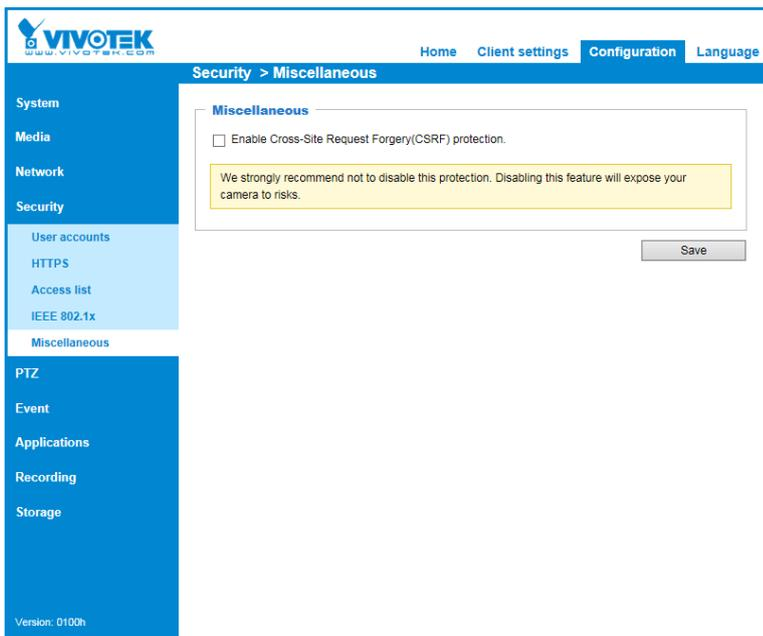 VIVOTEK
www.vivotek.com
Home Client settings Configuration Language
Security > Miscellaneous
System
Media
Network
Security
User accounts
HTTPS
Access list
IEEE 802.1x
Miscellaneous
PTZ
Event
Applications
Recording
Storage
Version: 0100h
Miscellaneous
Enable Cross-Site Request Forgery(CSRF) protection.
We strongly recommend not to disable this protection. Disabling this feature will expose your
camera to risks.
Save